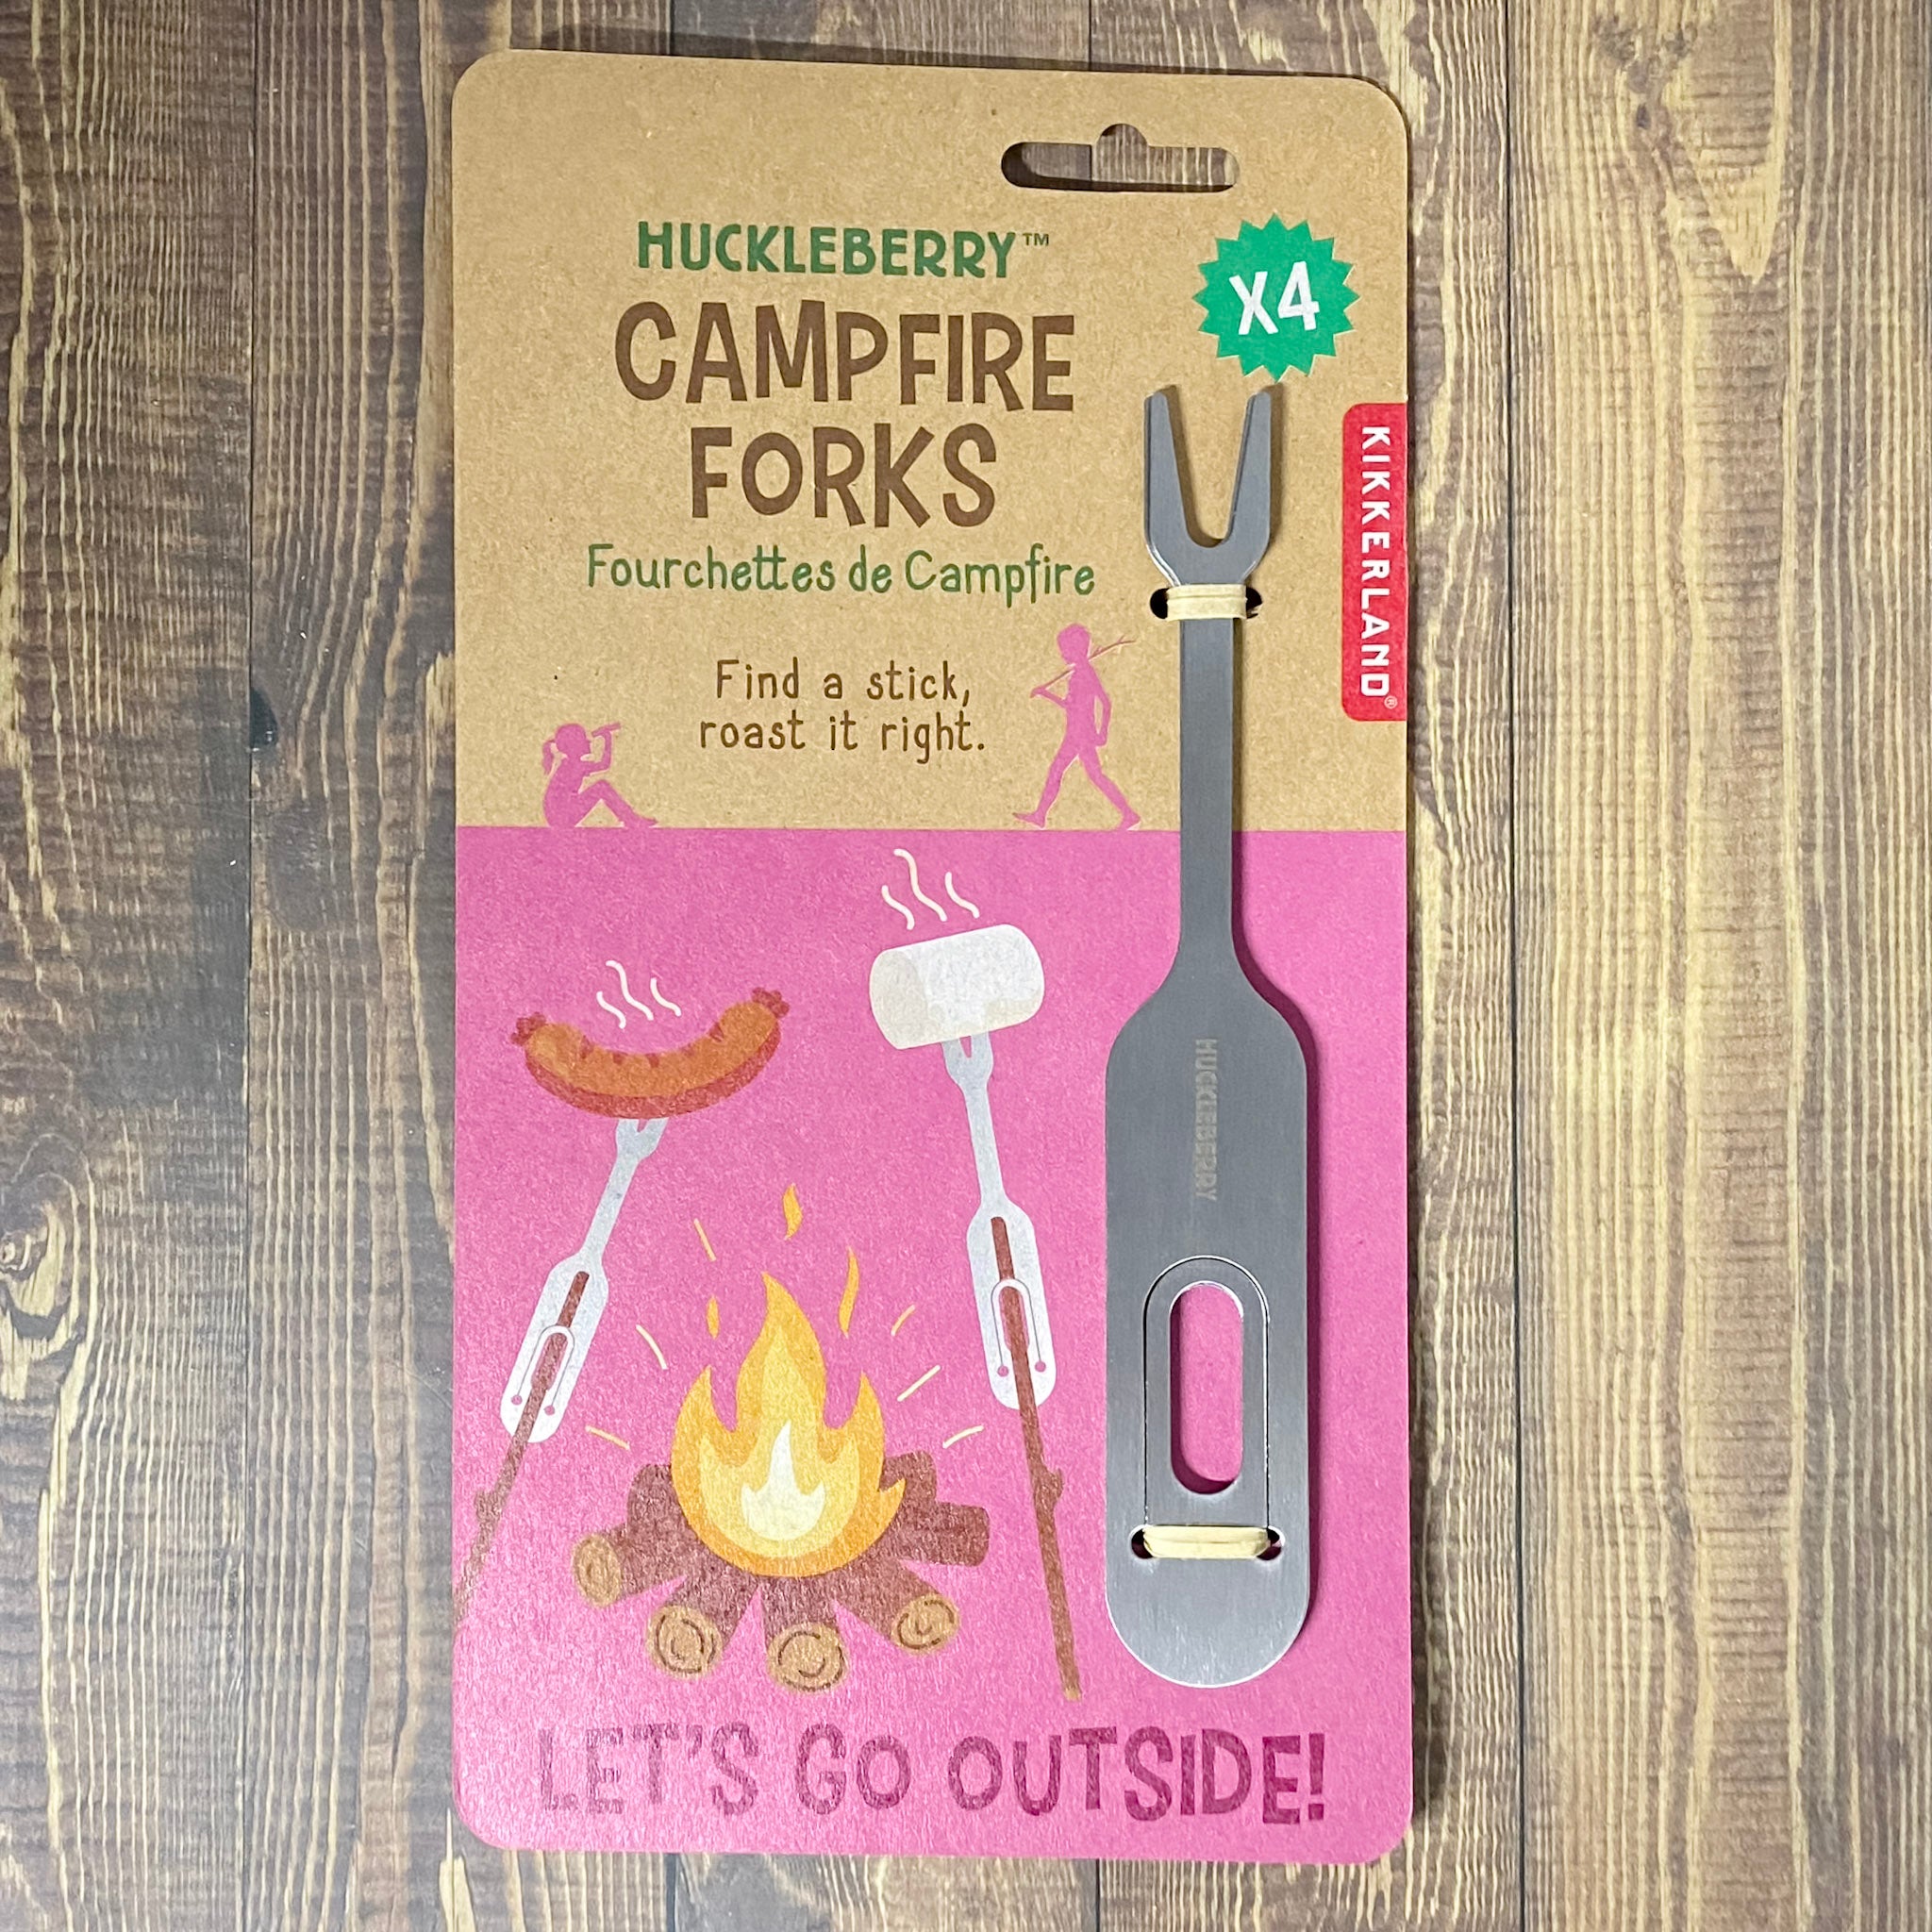 HUCKLEBERRY™
X4
CAMPFIRE
FORKS
Fourchettes de Campfire
KIKKERLAND®
Find a stick,
roast it right.
HUCKLEBERRY
LET'S GO OUTSIDE!